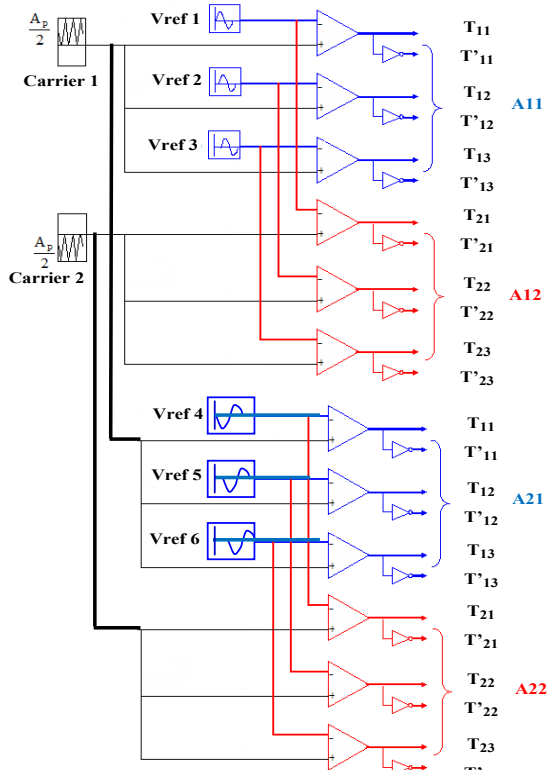 Vref 1
A_P/2
Carrier 1
T11
T'11
Vref 2
T12
T'12
A11
Vref 3
T13
T'13
A_P/2
Carrier 2
T21
T'21
T22
T'22
A12
T23
T'23
Vref 4
T11
T'11
Vref 5
T12
T'12
A21
Vref 6
T13
T'13
T21
T'21
T22
T'22
A22
T23